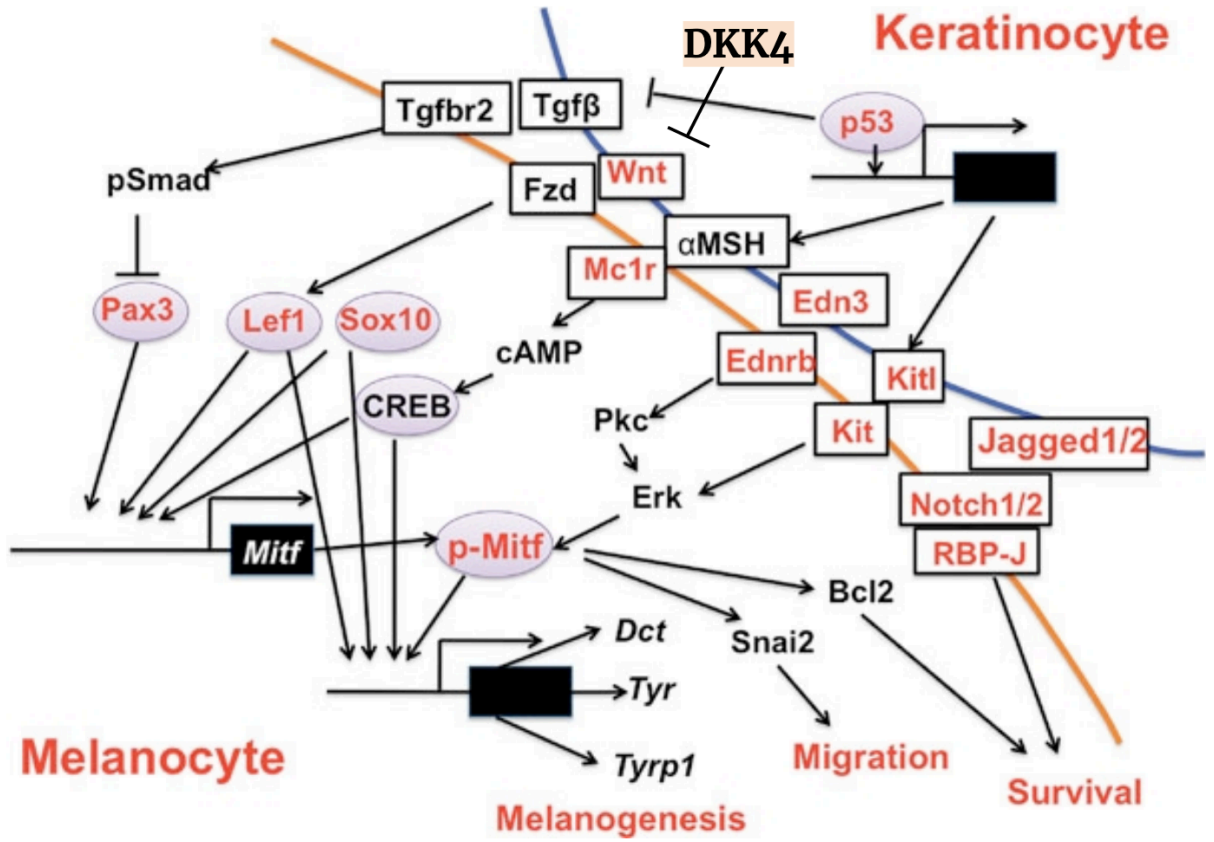 DKK4
Keratinocyte
Tgfbr2
Tgfβ
p53
pSmad
Fzd
Wnt
αMSH
Mc1r
Edn3
Pax3
Lef1
Sox10
cAMP
Ednrb
Kitl
CREB
Pkc
Kit
Jagged1/2
Erk
Notch1/2
Mitf
p-Mitf
RBP-J
Bcl2
Dct
Snai2
Tyr
Melanocyte
Tyrp1
Migration
Survival
Melanogenesis